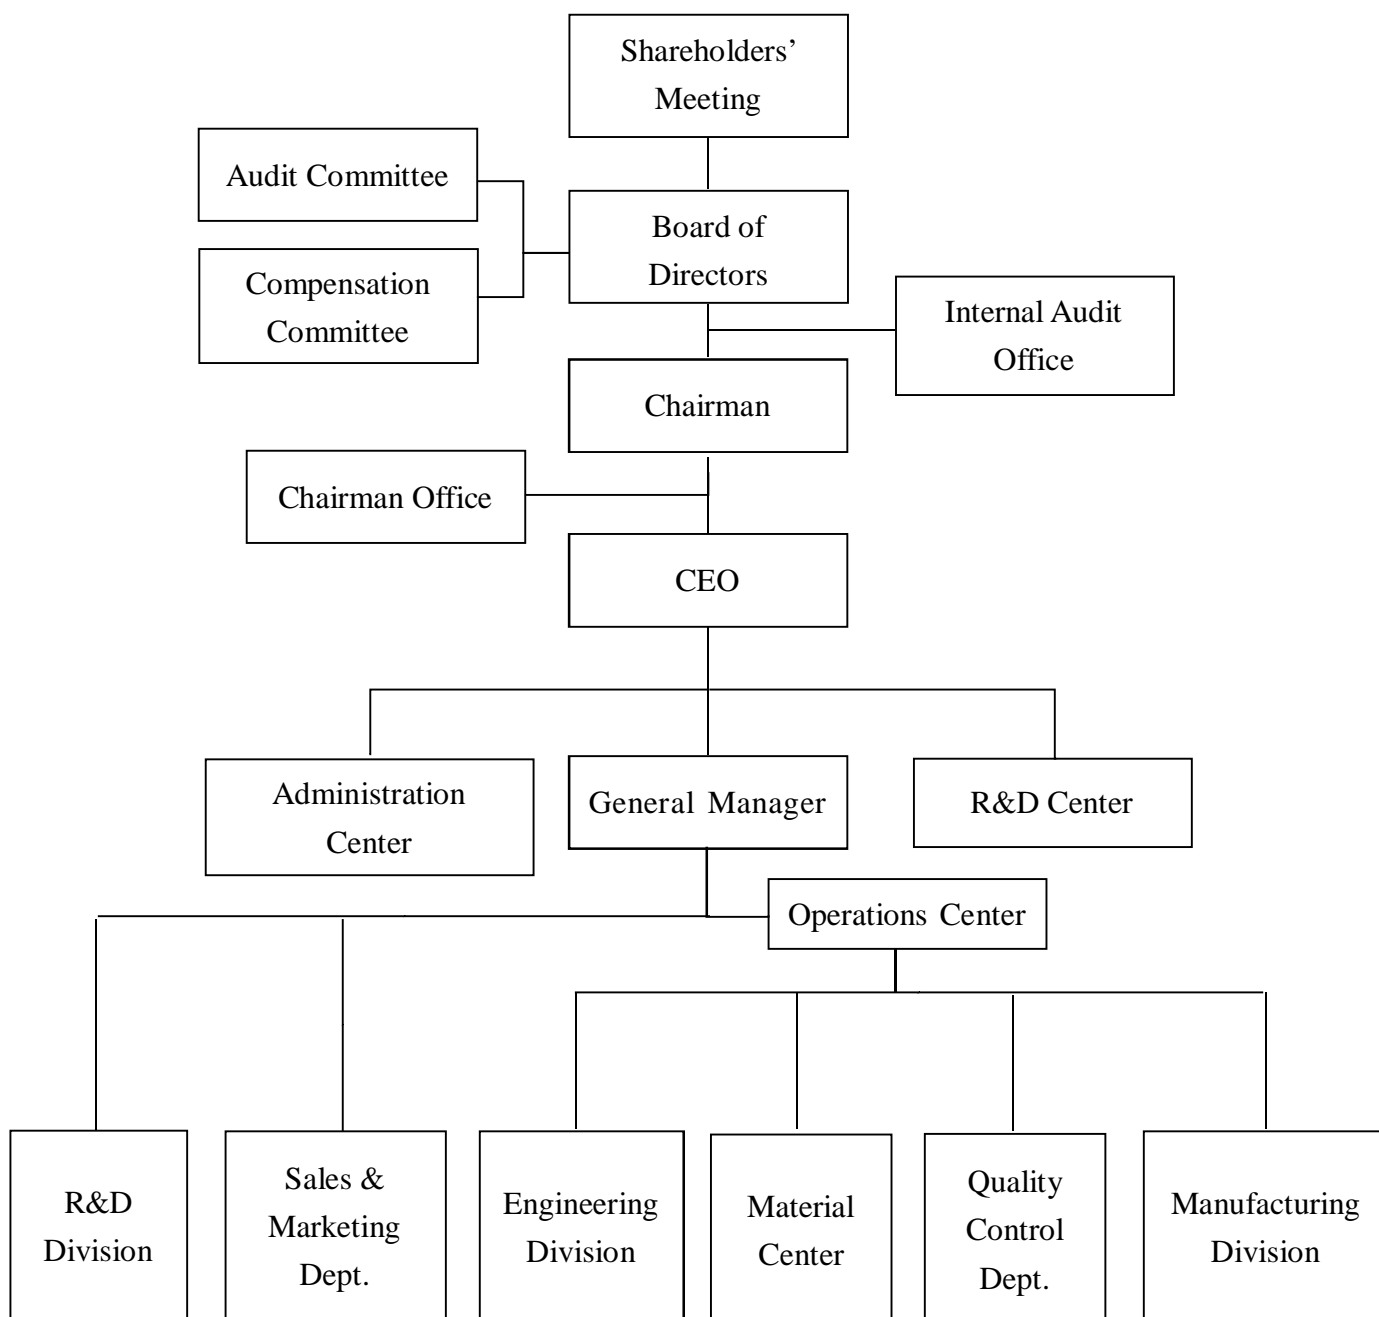 Shareholders’
Meeting
Audit Committee
Board of
Directors
Compensation
Committee
Internal Audit
Office
Chairman
Chairman Office
CEO
Administration
Center
General Manager
R&D Center
Operations Center
R&D
Division
Sales &
Marketing
Dept.
Engineering
Division
Material
Center
Quality
Control
Dept.
Manufacturing
Division